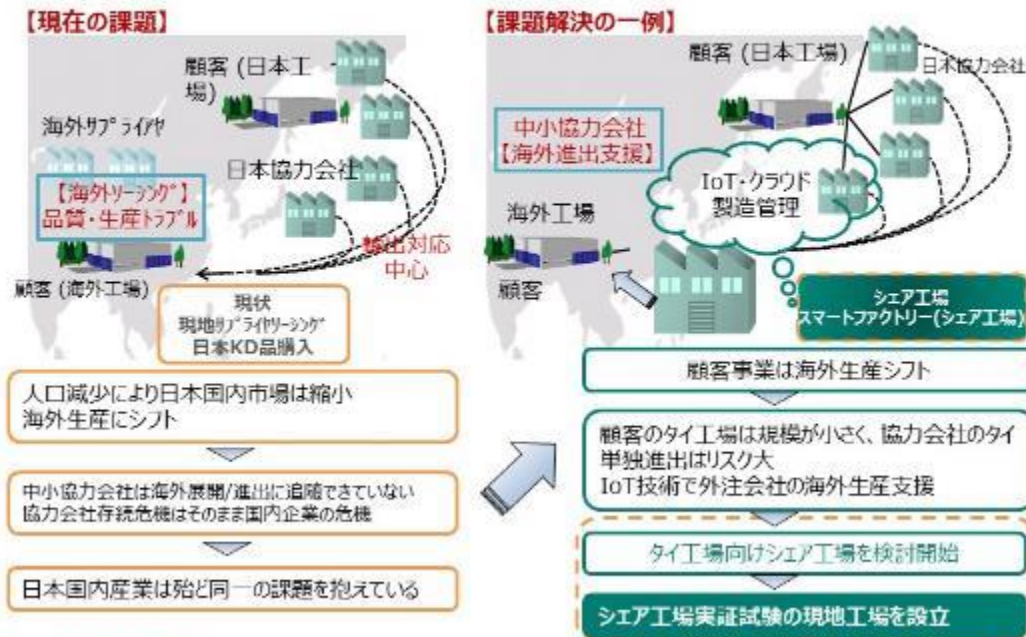 【現在の課題】
顧客 (日本工
場)
海外ｻﾌﾟﾗｲﾔ
日本協力会社
【海外ｿｰｼﾝｸﾞ】
品質・生産ﾄﾗﾌﾞﾙ
輸出対応
中心
顧客 (海外工場)
現状
現地ｻﾌﾟﾗｲﾔｿｰｼﾝｸﾞ
日本KD品購入
人口減少により日本国内市場は縮小
海外生産にシフト
中小協力会社は海外展開/進出に追随できていない
協力会社存続危機はそのまま国内企業の危機
日本国内産業は殆ど同一の課題を抱えている
【課題解決の一例】
顧客 (日本工場)
日本協力会社
中小協力会社
【海外進出支援】
IoT・クラウド
製造管理
海外工場
顧客
シェア工場
スマートファクトリー(シェア工場)
顧客事業は海外生産シフト
顧客のタイ工場は規模が小さく、協力会社のタイ
単独進出はリスク大
IoT技術で外注会社の海外生産支援
タイ工場向けシェア工場を検討開始
シェア工場実証試験の現地工場を設立